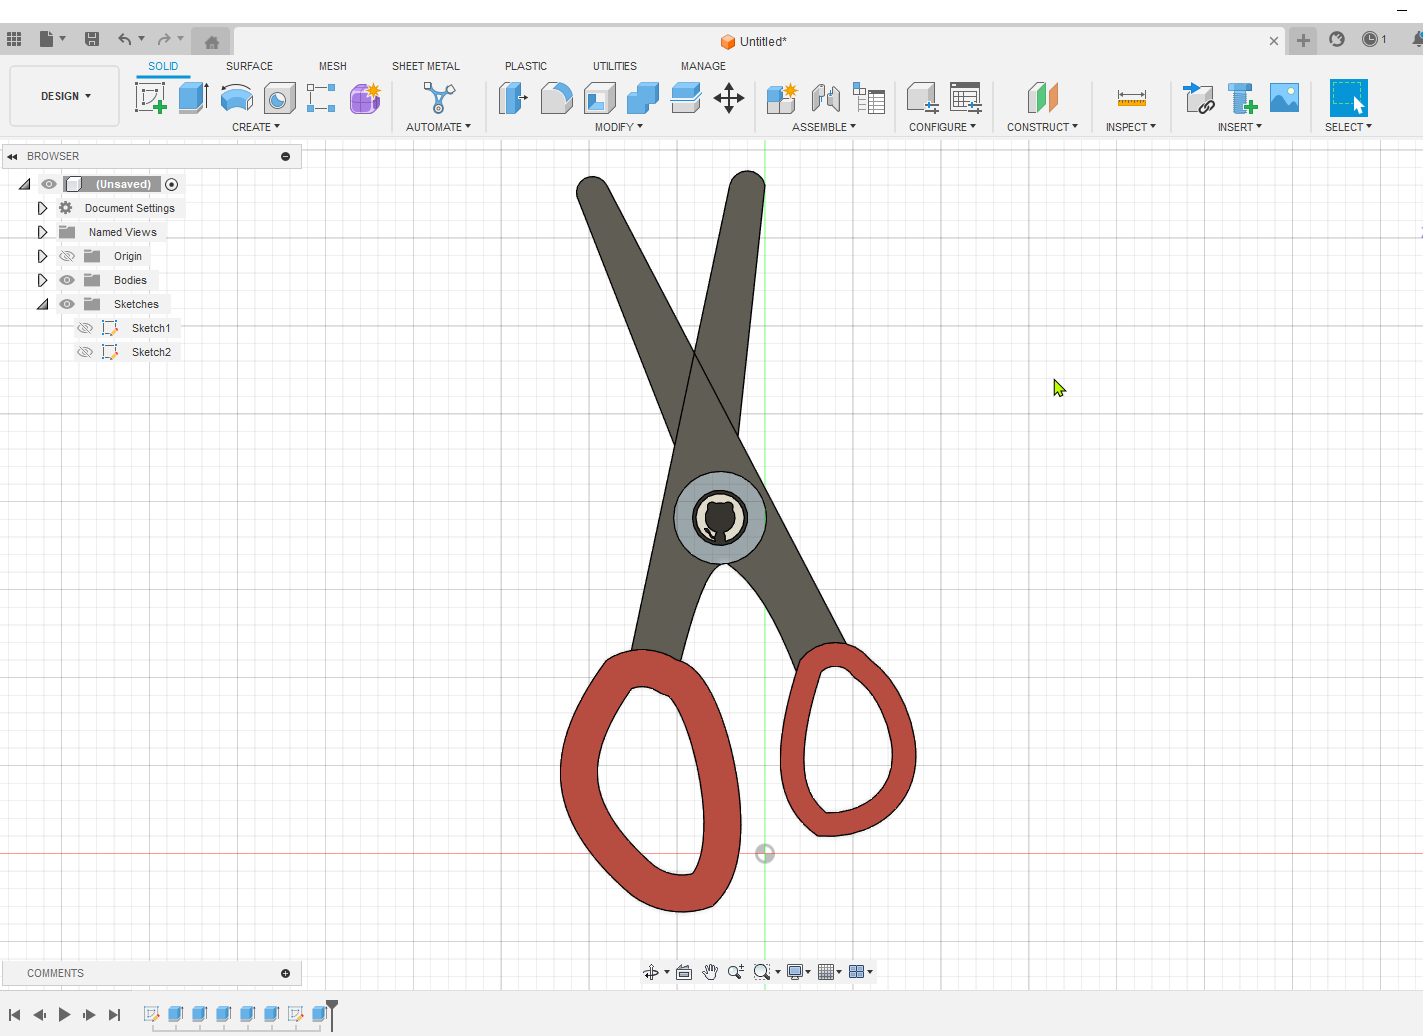 Untitled*
1
DESIGN
SOLID
SURFACE
MESH
SHEET METAL
PLASTIC
UTILITIES
MANAGE
CREATE
AUTOMATE
MODIFY
ASSEMBLE
CONFIGURE
CONSTRUCT
INSPECT
INSERT
SELECT
BROWSER
(Unsaved)
Document Settings
Named Views
Origin
Bodies
Sketches
Sketch1
Sketch2
COMMENTS